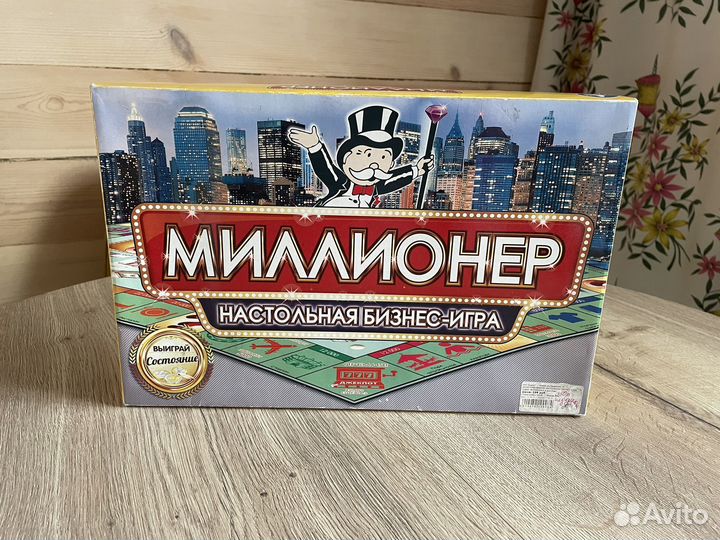 МИЛЛИОНЕР
НАСТОЛЬНАЯ БИЗНЕС-ИГРА
ВЫИГРАЙ
Состояние
ДЖЕКПОТ
Avito